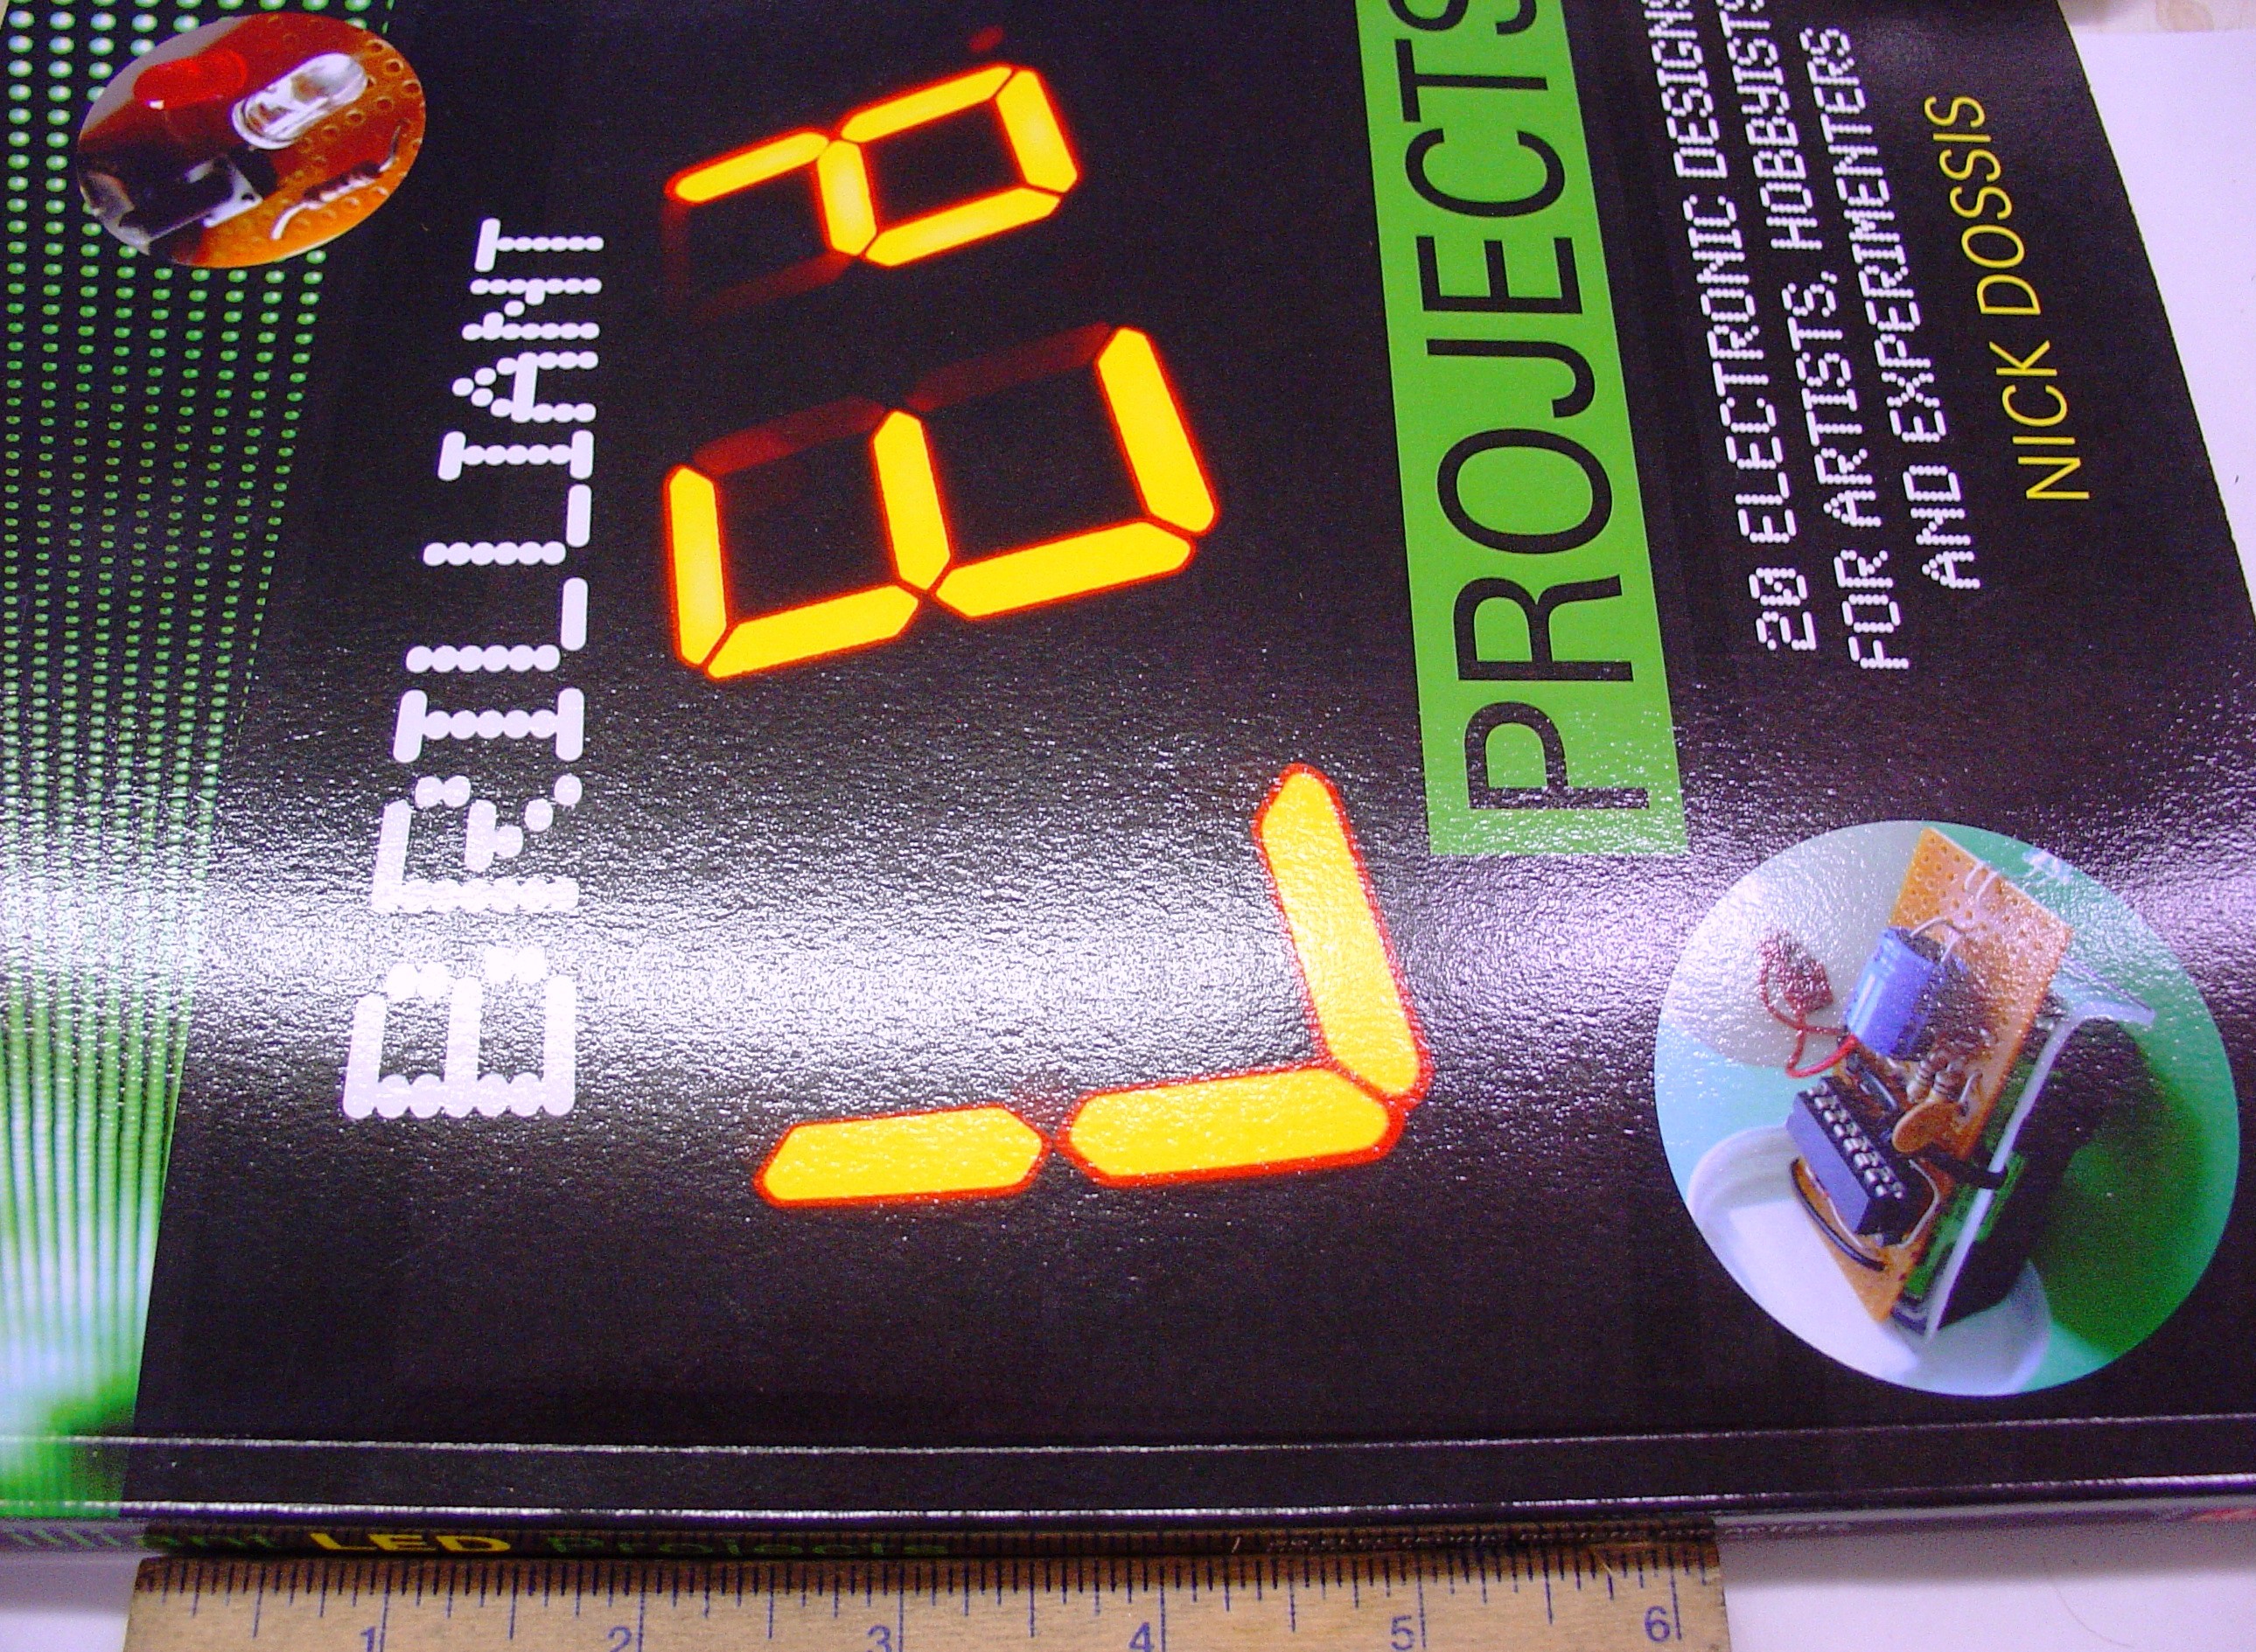 BRILLIANT
LEd
PROJECTS
20 ELECTRONIC DESIGN
FOR ARTISTS, HOBBYISTS
AND EXPERIMENTERS
NICK DOSSIS
LED Projects
1 2 3 4 5 6